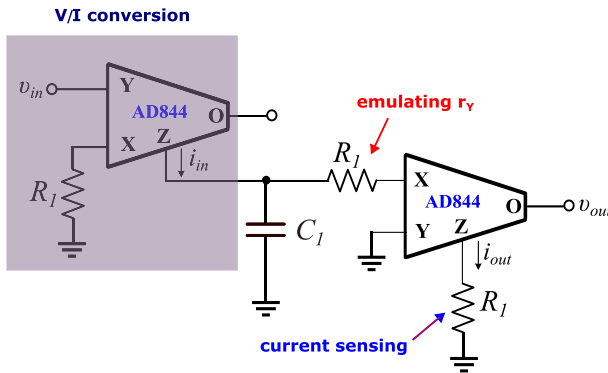 V/I conversion
v_in
Y
AD844
O
X
Z
i_in
R_1
emulating r_Y
R_1
X
AD844
O
v_out
Y
Z
C_1
i_out
R_1
current sensing